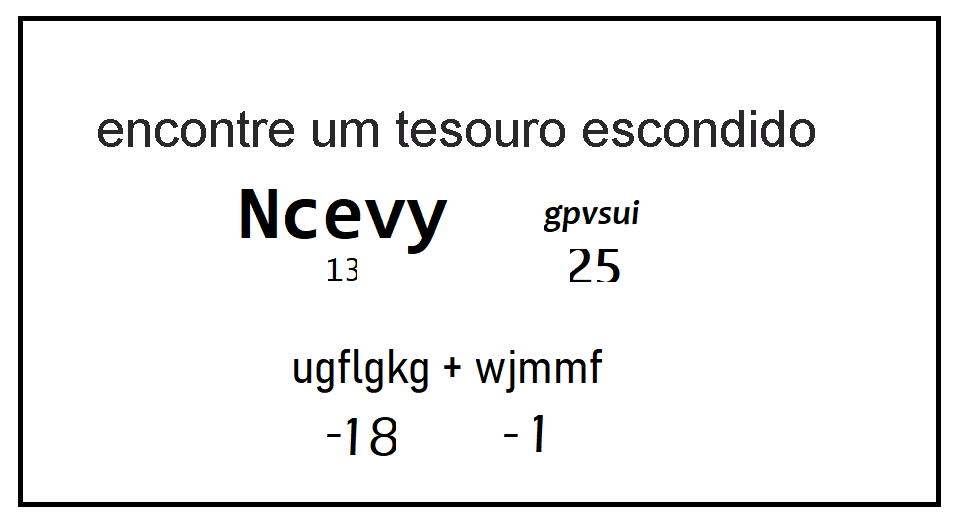 encontre um tesouro escondido
Ncevy gpvsui
13 25
ugflgkg + wjmmf
-18 - 1